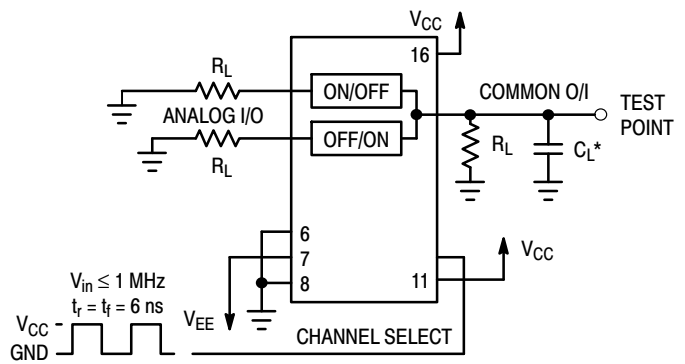 VCC
16
RL
ON/OFF
COMMON O/I
TEST
POINT
ANALOG I/O
OFF/ON
RL
RL
CL*
6
7
8
11
VCC
Vin ≤ 1 MHz
tr = tf = 6 ns
VCC
GND
VEE
CHANNEL SELECT